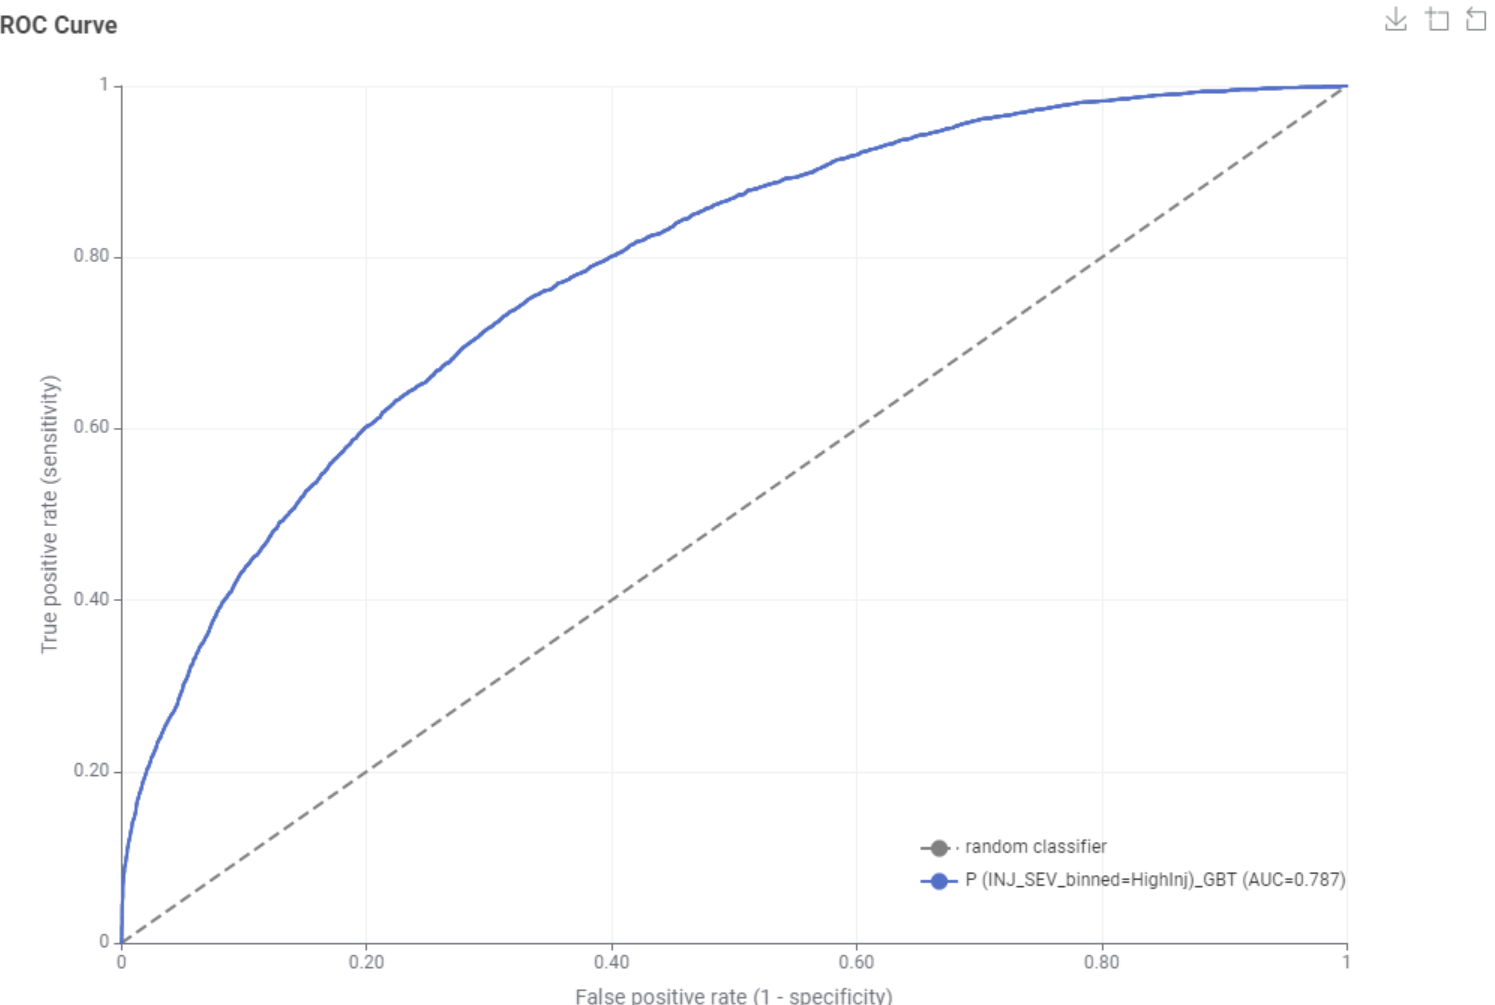 ROC Curve
1
0.80
0.60
0.40
0.20
0
True positive rate (sensitivity)
random classifier
P (INJ_SEV_binned=HighInj)_GBT (AUC=0.787)
0 0.20 0.40 0.60 0.80 1
False positive rate (1 - specificity)